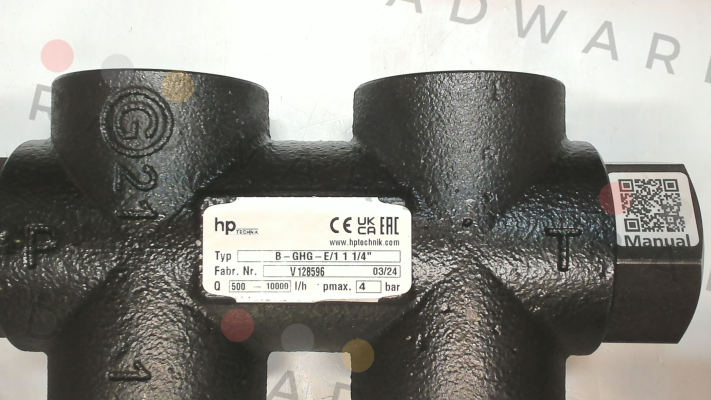 G
21
P
T
1
hp TECHNIK
CE UK CA EAC
www.hptechnik.com
Typ B-GHG-E/1 1 1/4"
Fabr. Nr. V128596 03/24
Q 500 - 10000 l/h pmax. 4 bar
Manual